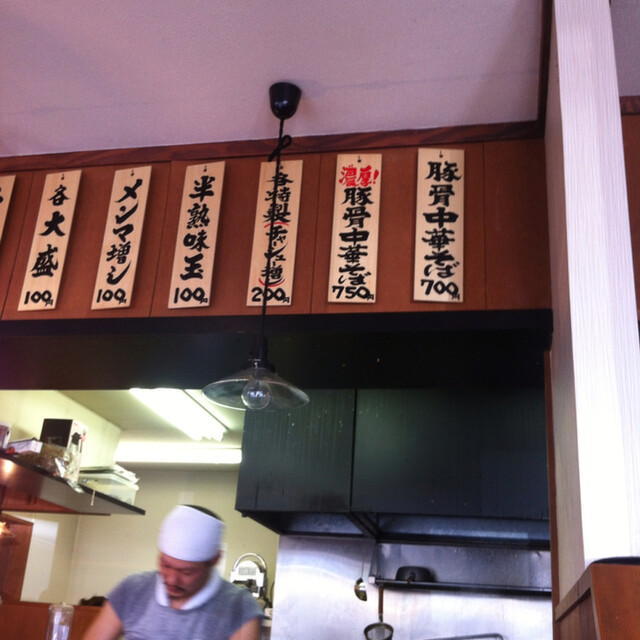 豚骨中華そば
700円
濃厚!
豚骨中華そば
750円
各特製
200円
半熟味玉
100円
メンマ増し
100円
各大盛
100円